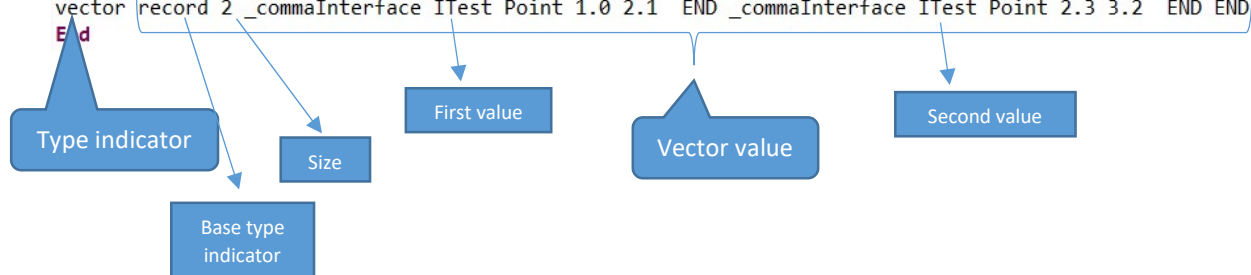 vector record 2 _commaInterface ITest Point 1.0 2.1 END _commaInterface ITest Point 2.3 3.2 END END
End
Type indicator
Size
First value
Vector value
Second value
Base type
indicator